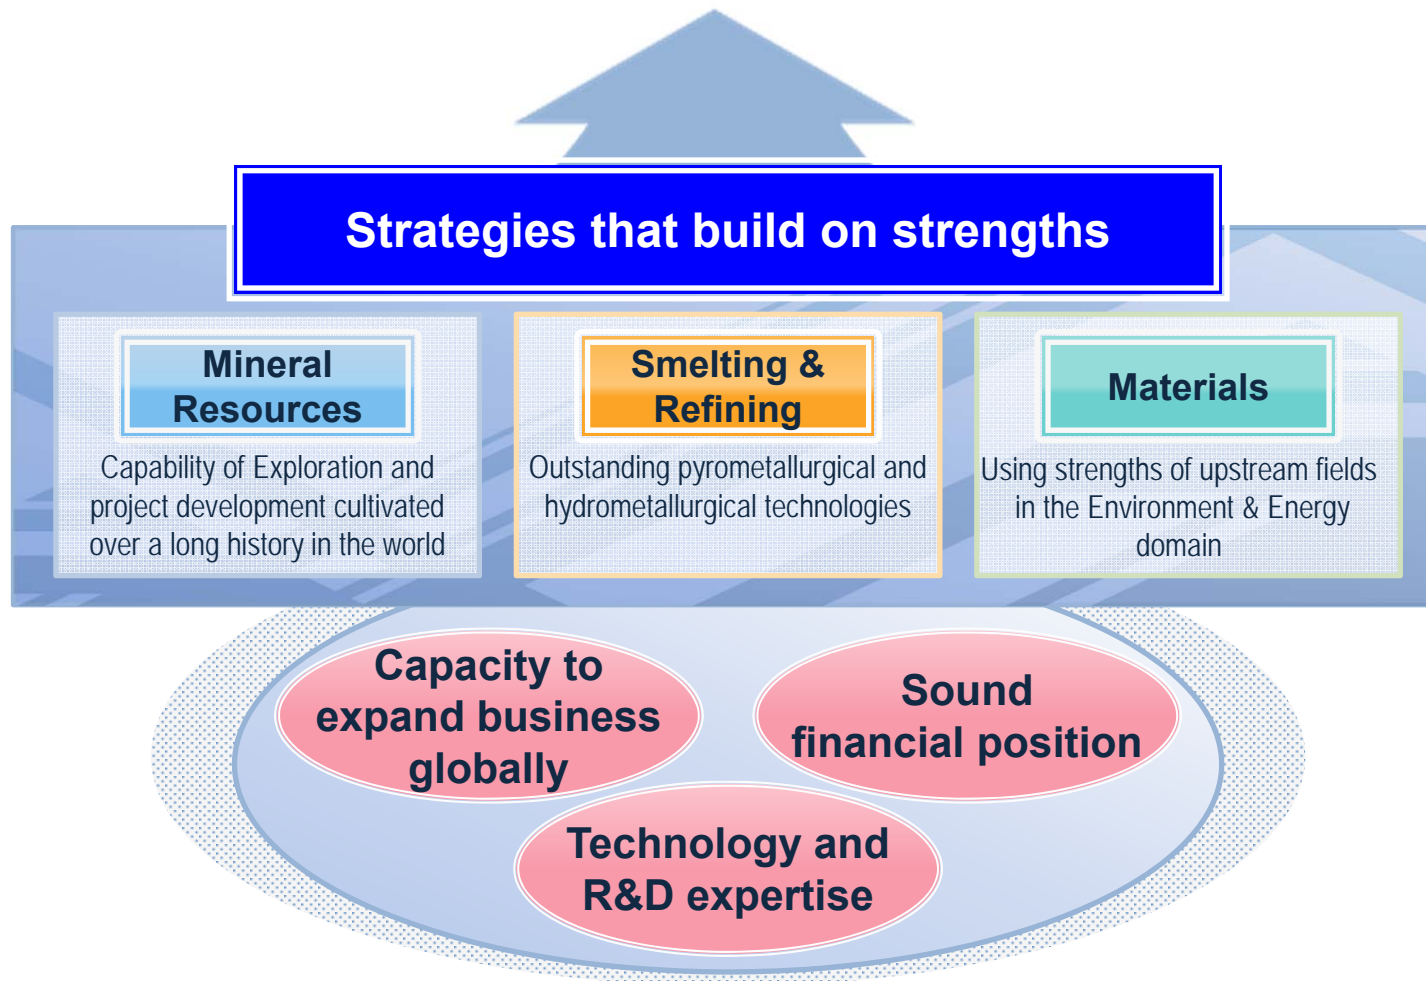 Strategies that build on strengths
Mineral
Resources
Capability of Exploration and
project development cultivated
over a long history in the world
Smelting &
Refining
Outstanding pyrometallurgical and
hydrometallurgical technologies
Materials
Using strengths of upstream fields
in the Environment & Energy
domain
Capacity to
expand business
globally
Sound
financial position
Technology and
R&D expertise